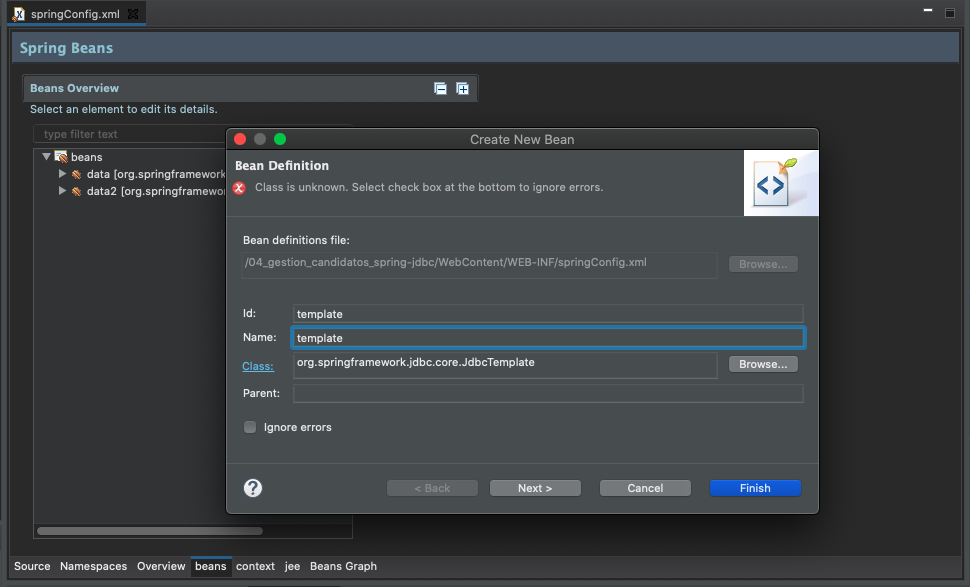 springConfig.xml
Spring Beans
Beans Overview
Select an element to edit its details.
type filter text
beans
data [org.springframework
data2 [org.springframewo
Create New Bean
Bean Definition
Class is unknown. Select check box at the bottom to ignore errors.
Bean definitions file:
/04_gestion_candidatos_spring-jdbc/WebContent/WEB-INF/springConfig.xml
Browse...
Id:
template
Name:
template
Class:
org.springframework.jdbc.core.JdbcTemplate
Browse...
Parent:
Ignore errors
?
< Back
Next >
Cancel
Finish
Source Namespaces Overview beans context jee Beans Graph